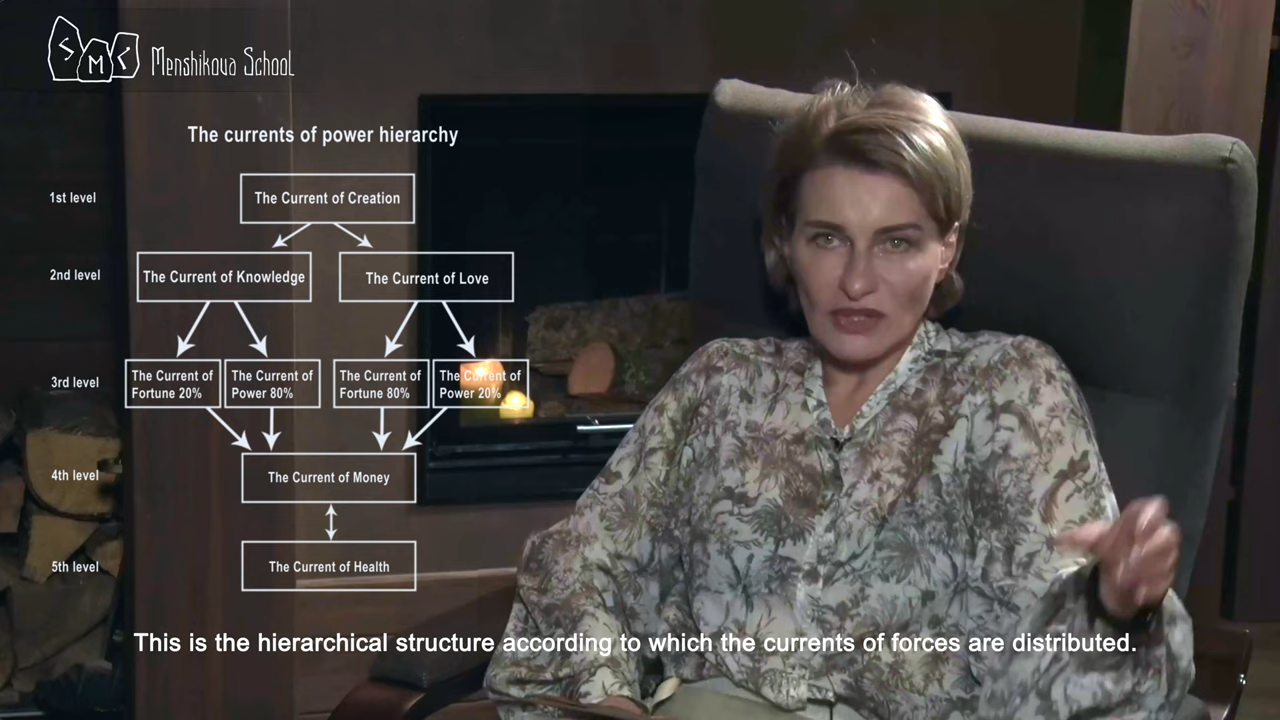 SMS
Menshikova School
The currents of power hierarchy
1st level
The Current of Creation
2nd level
The Current of Knowledge
The Current of Love
3rd level
The Current of
Fortune 20%
The Current of
Power 80%
The Current of
Fortune 80%
The Current of
Power 20%
4th level
The Current of Money
5th level
The Current of Health
This is the hierarchical structure according to which the currents of forces are distributed.